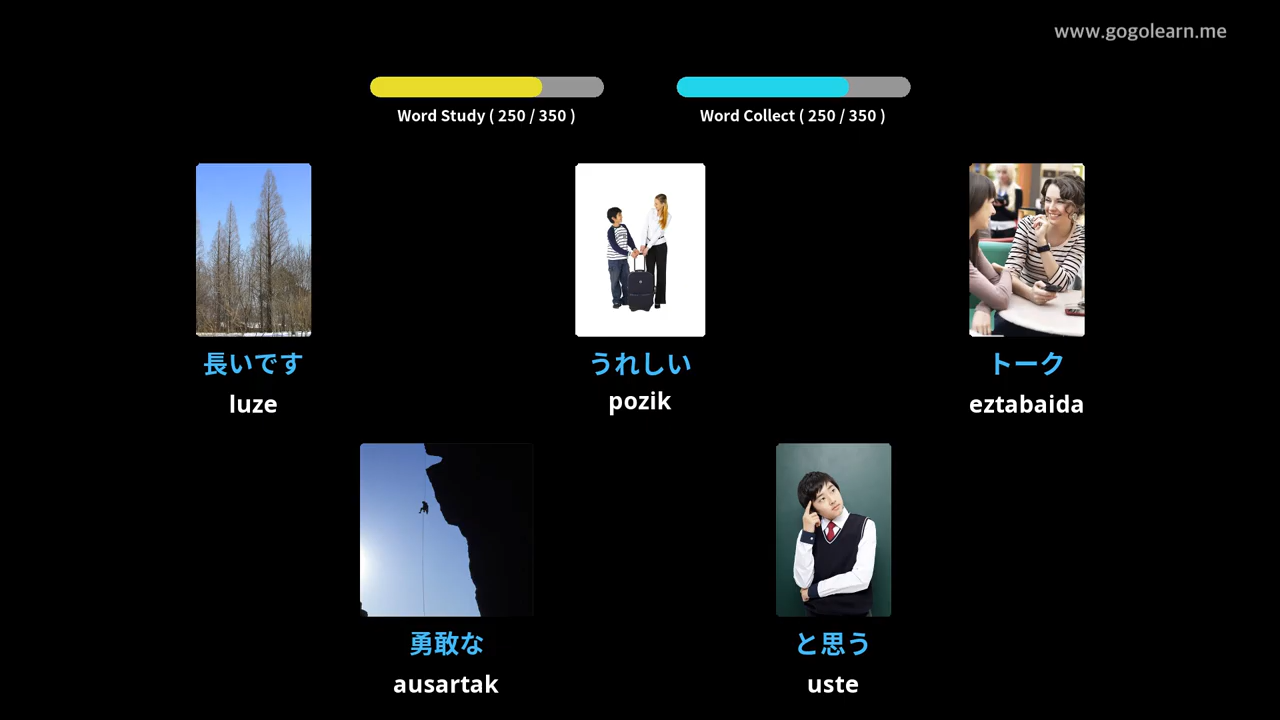 www.gogolearn.me
Word Study ( 250 / 350 )
Word Collect ( 250 / 350 )
長いです
luze
うれしい
pozik
トーク
eztabaida
勇敢な
ausartak
と思う
uste